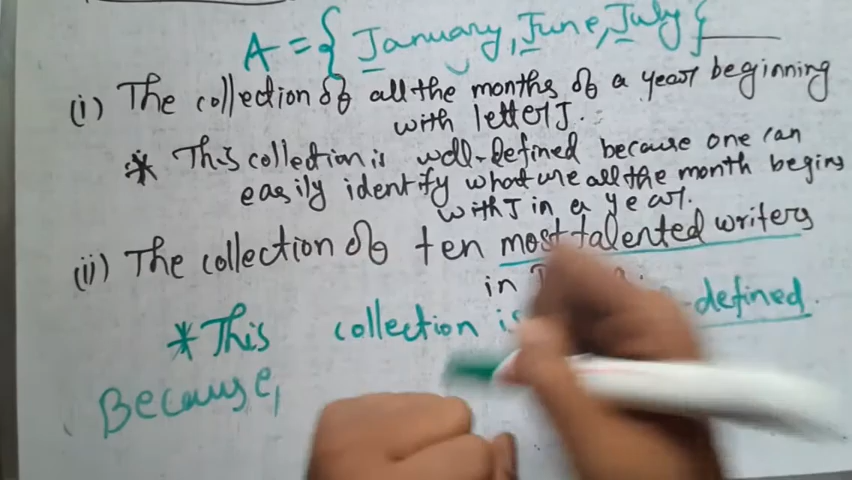 A = { January, June, July }
(i) The collection of all the months of a year beginning
with letter J.
* This collection is well-defined because one can
easily identify what are all the month begins
with J in a year.
(ii) The collection of ten most talented writers
in
* This collection is -defined.
Because,